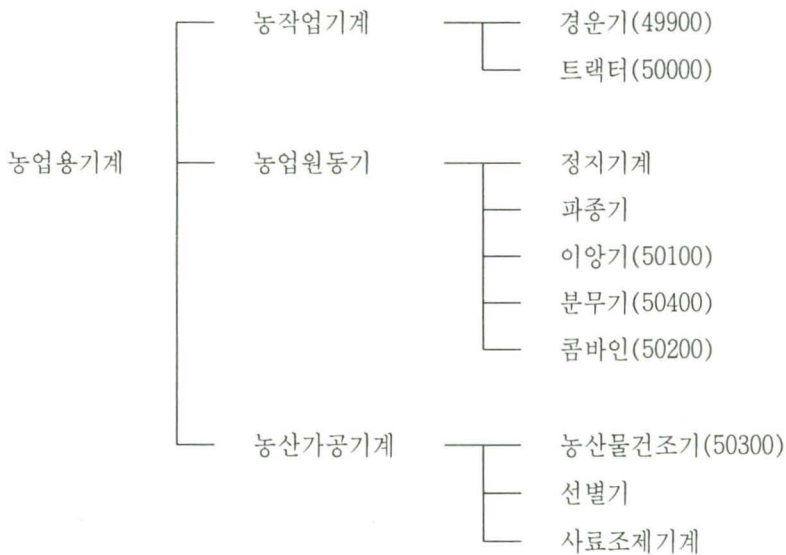 농작업기계 경운기(49900)
트랙터(50000)
농업용기계 농업원동기 정지기계
파종기
이앙기(50100)
분무기(50400)
콤바인(50200)
농산가공기계 농산물건조기(50300)
선별기
사료조제기계